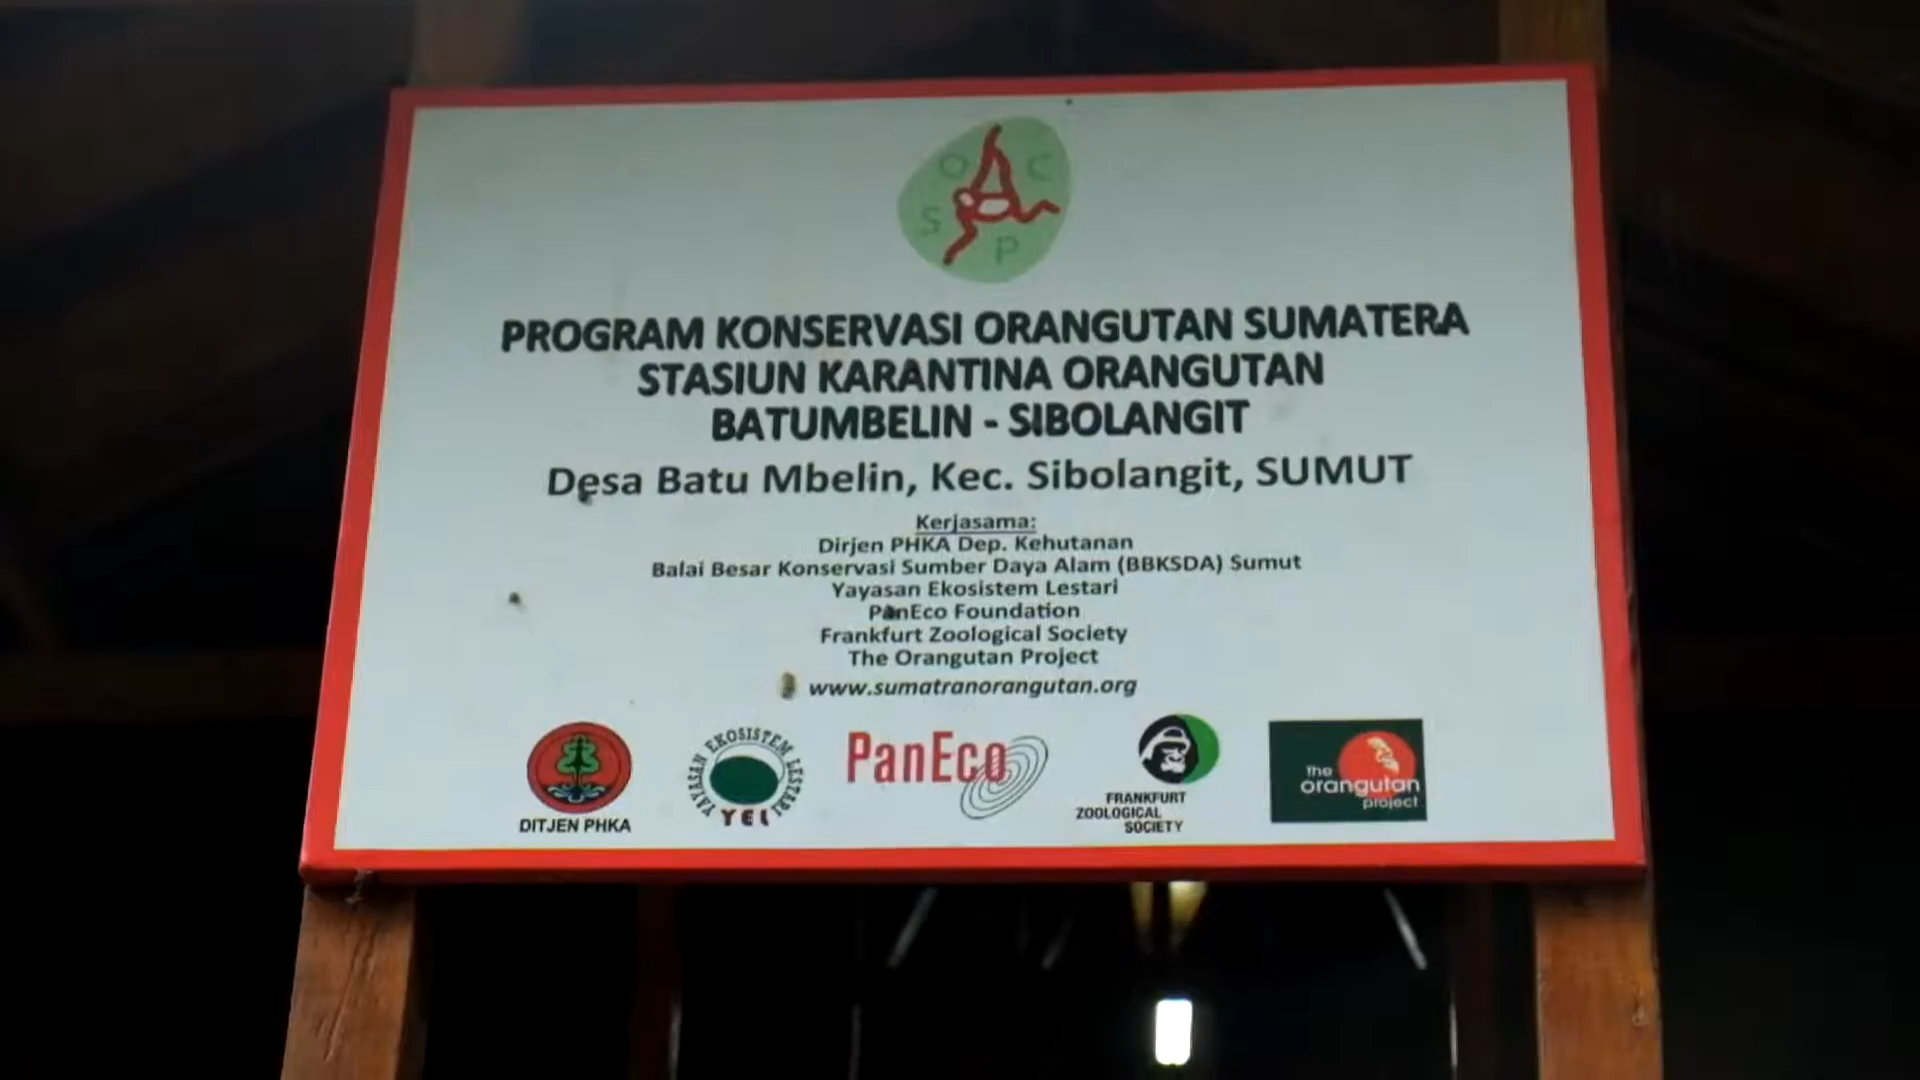 O C
S P
PROGRAM KONSERVASI ORANGUTAN SUMATERA
STASIUN KARANTINA ORANGUTAN
BATUMBELIN - SIBOLANGIT
Desa Batu Mbelin, Kec. Sibolangit, SUMUT
Kerjasama:
Dirjen PHKA Dep. Kehutanan
Balai Besar Konservasi Sumber Daya Alam (BBKSDA) Sumut
Yayasan Ekosistem Lestari
PanEco Foundation
Frankfurt Zoological Society
The Orangutan Project
www.sumatranorangutan.org
DITJEN PHKA
YAYASAN EKOSISTEM LESTARI
YEL
PanEco
FRANKFURT
ZOOLOGICAL
SOCIETY
The
orangutan
project